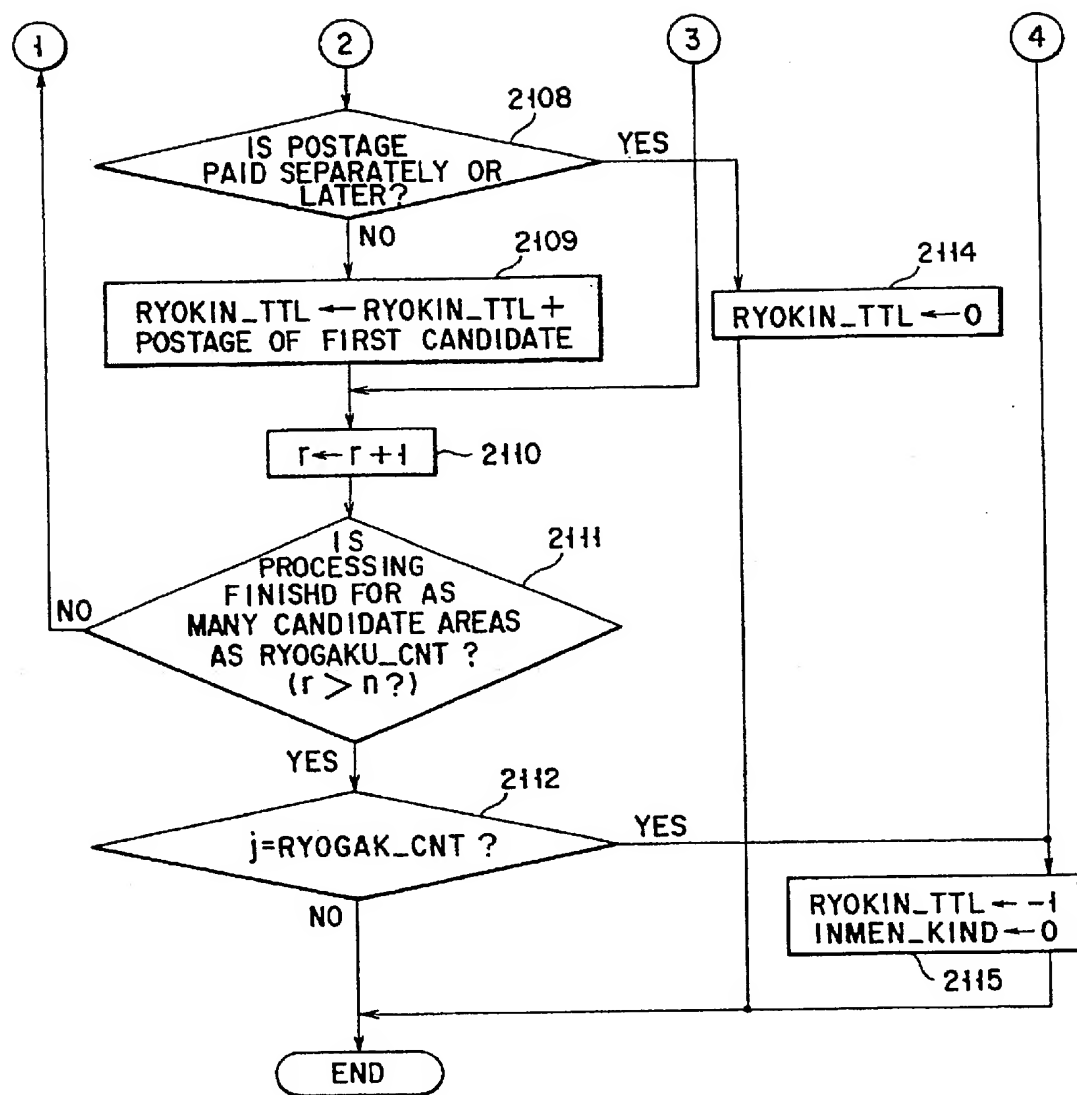 1
2
3
4
2108
IS POSTAGE
PAID SEPARATELY OR
LATER?
YES
NO
2109
RYOKIN_TTL ← RYOKIN_TTL +
POSTAGE OF FIRST CANDIDATE
2114
RYOKIN_TTL ← 0
r ← r + 1
2110
2111
IS
PROCESSING
FINISHD FOR AS
MANY CANDIDATE AREAS
AS RYOGAKU_CNT ?
(r > n ?)
NO
YES
2112
j=RYOGAK_CNT ?
YES
NO
RYOKIN_TTL ← -1
INMEN_KIND ← 0
2115
END